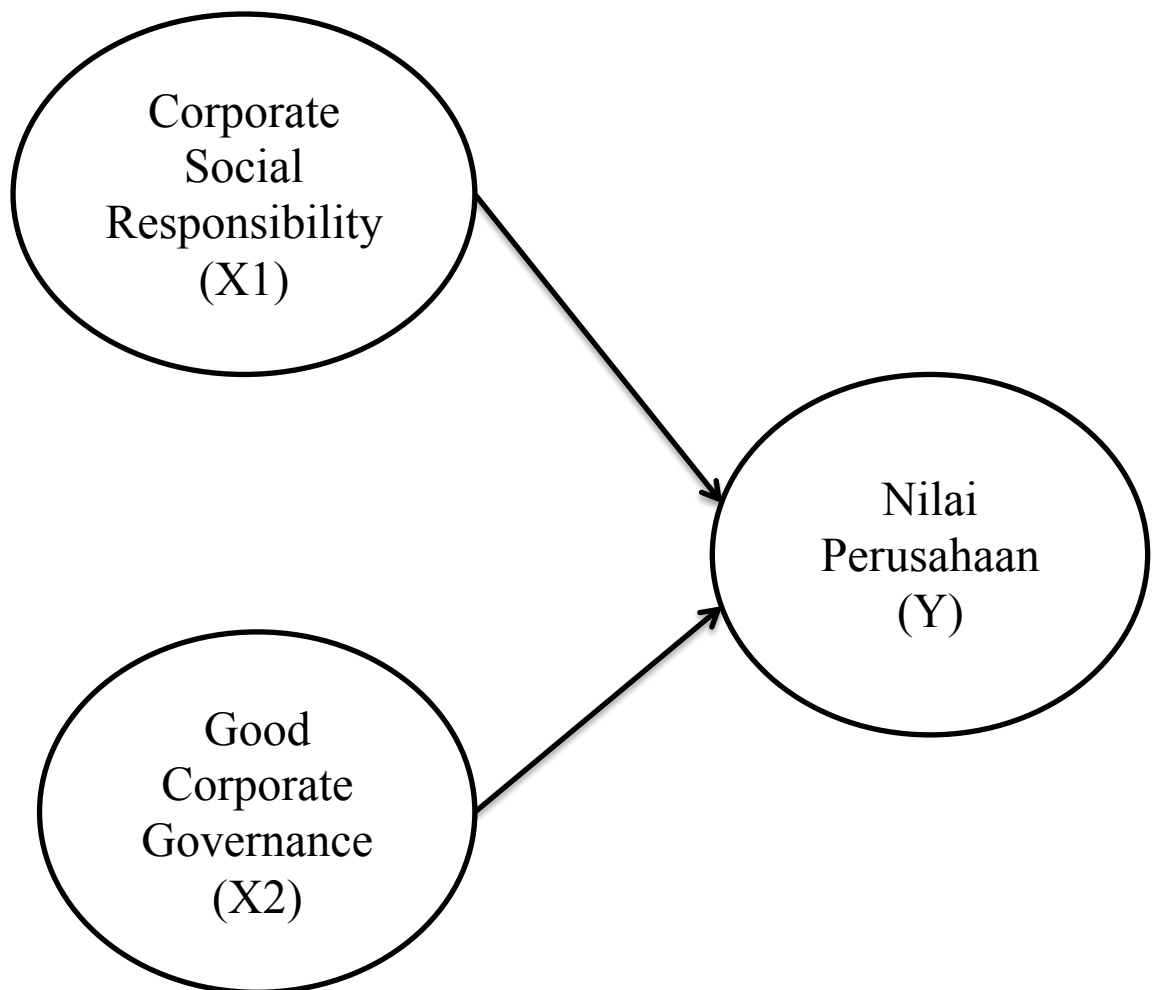 Corporate
Social
Responsibility
(X1)
Nilai
Perusahaan
(Y)
Good
Corporate
Governance
(X2)